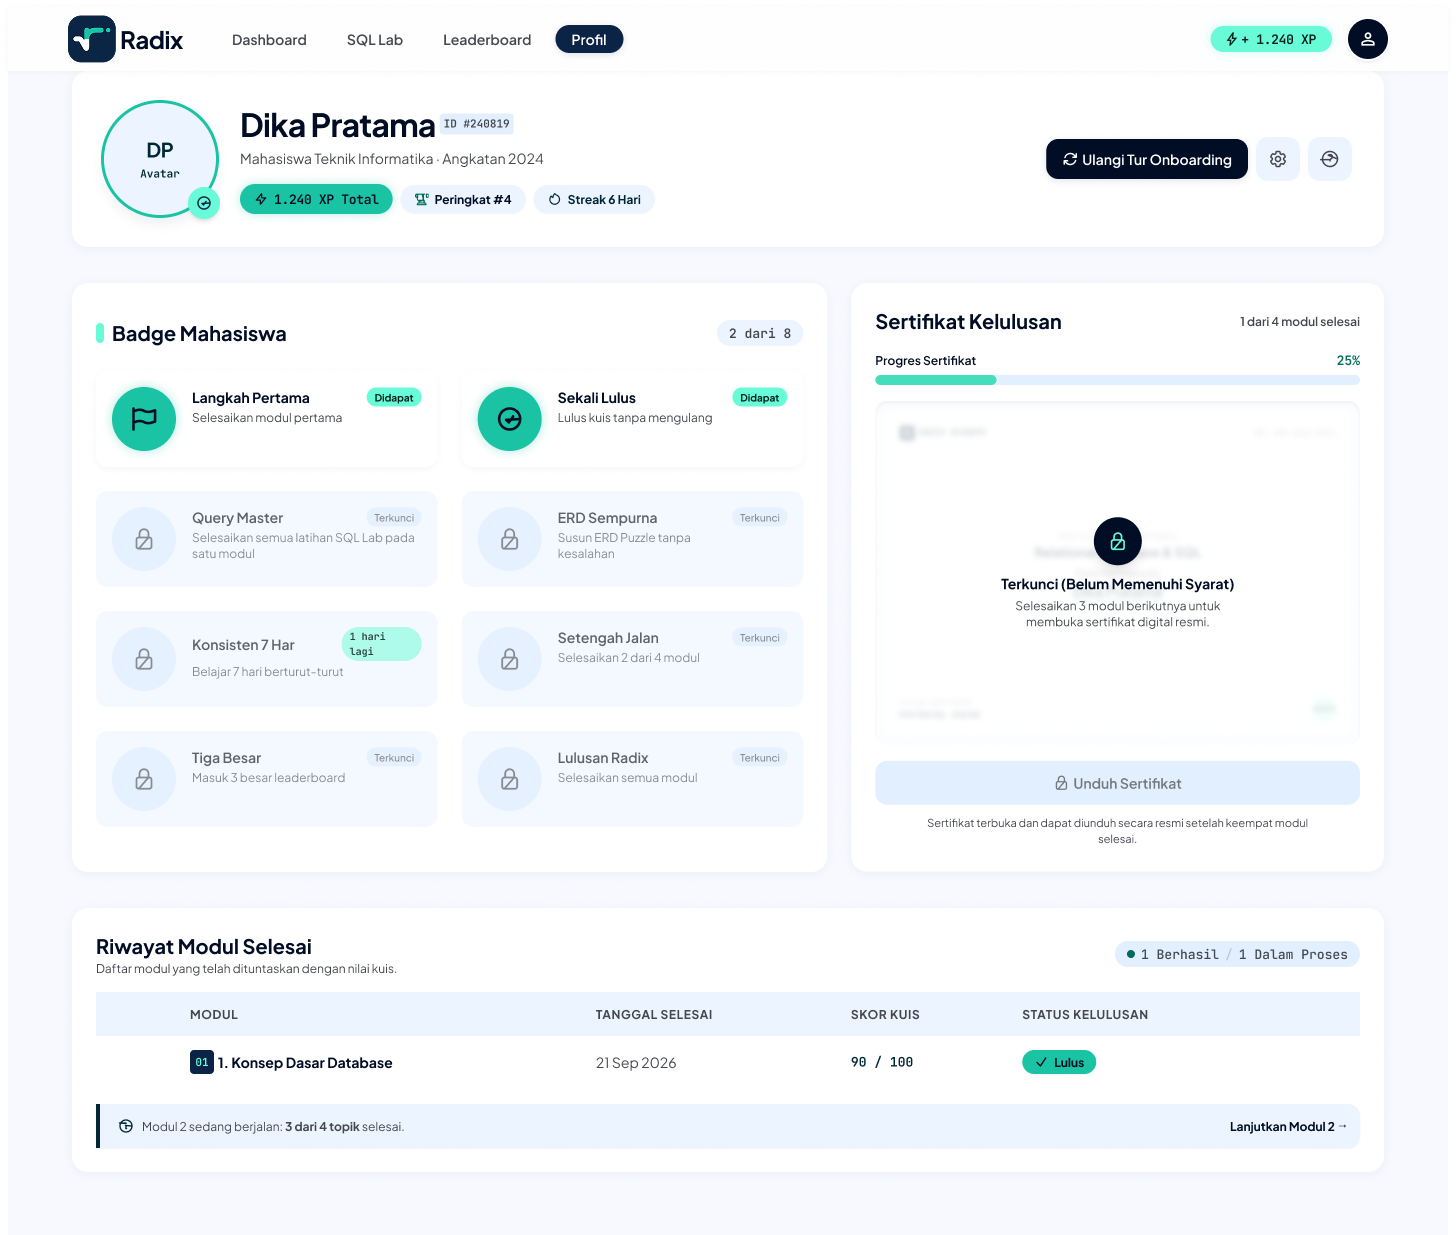 Radix
Dashboard
SQL Lab
Leaderboard
Profil
+ 1.240 XP
DP
Avatar
Dika Pratama
ID #240819
Mahasiswa Teknik Informatika · Angkatan 2024
1.240 XP Total
Peringkat #4
Streak 6 Hari
Ulangi Tur Onboarding
Badge Mahasiswa
2 dari 8
Langkah Pertama
Didapat
Selesaikan modul pertama
Sekali Lulus
Didapat
Lulus kuis tanpa mengulang
Query Master
Terkunci
Selesaikan semua latihan SQL Lab pada
satu modul
ERD Sempurna
Terkunci
Susun ERD Puzzle tanpa
kesalahan
Konsisten 7 Har
1 hari
lagi
Belajar 7 hari berturut-turut
Setengah Jalan
Terkunci
Selesaikan 2 dari 4 modul
Tiga Besar
Terkunci
Masuk 3 besar leaderboard
Lulusan Radix
Terkunci
Selesaikan semua modul
Sertifikat Kelulusan
1 dari 4 modul selesai
Progres Sertifikat
25%
Terkunci (Belum Memenuhi Syarat)
Selesaikan 3 modul berikutnya untuk
membuka sertifikat digital resmi.
Unduh Sertifikat
Sertifikat terbuka dan dapat diunduh secara resmi setelah keempat modul
selesai.
Riwayat Modul Selesai
Daftar modul yang telah dituntaskan dengan nilai kuis.
1 Berhasil / 1 Dalam Proses
MODUL
TANGGAL SELESAI
SKOR KUIS
STATUS KELULUSAN
01
1. Konsep Dasar Database
21 Sep 2026
90 / 100
Lulus
Modul 2 sedang berjalan: 3 dari 4 topik selesai.
Lanjutkan Modul 2 →